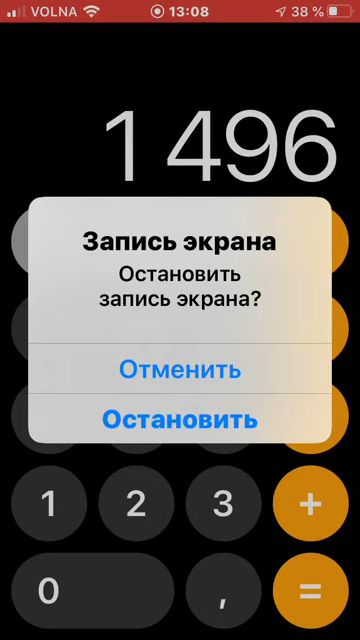 VOLNA 13:08 38 %
1 496
Запись экрана
Остановить
запись экрана?
Отменить
Остановить
1 2 3 +
0 , =